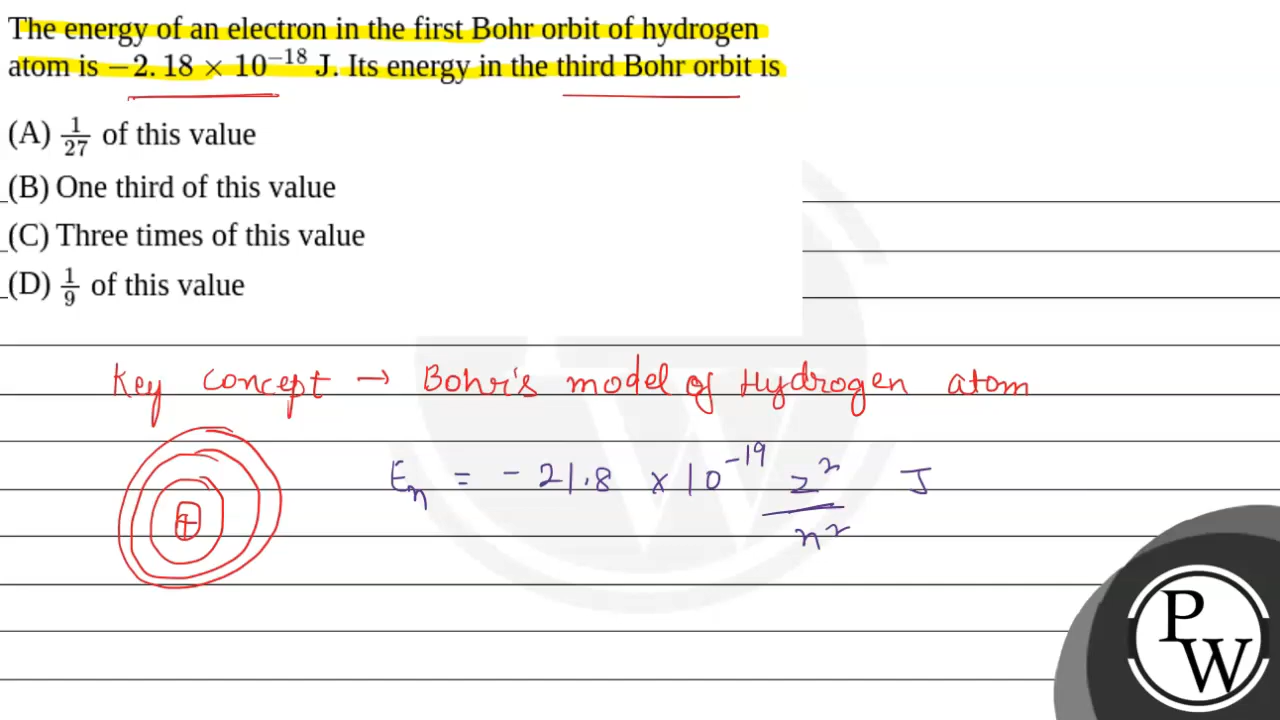 The energy of an electron in the first Bohr orbit of hydrogen
atom is −2.18 × 10⁻¹⁸ J. Its energy in the third Bohr orbit is
(A) 1/27 of this value
(B) One third of this value
(C) Three times of this value
(D) 1/9 of this value
Key concept → Bohr's model of Hydrogen atom
+
Eₙ = − 21.8 × 10⁻¹⁹ z²/n² J
PW